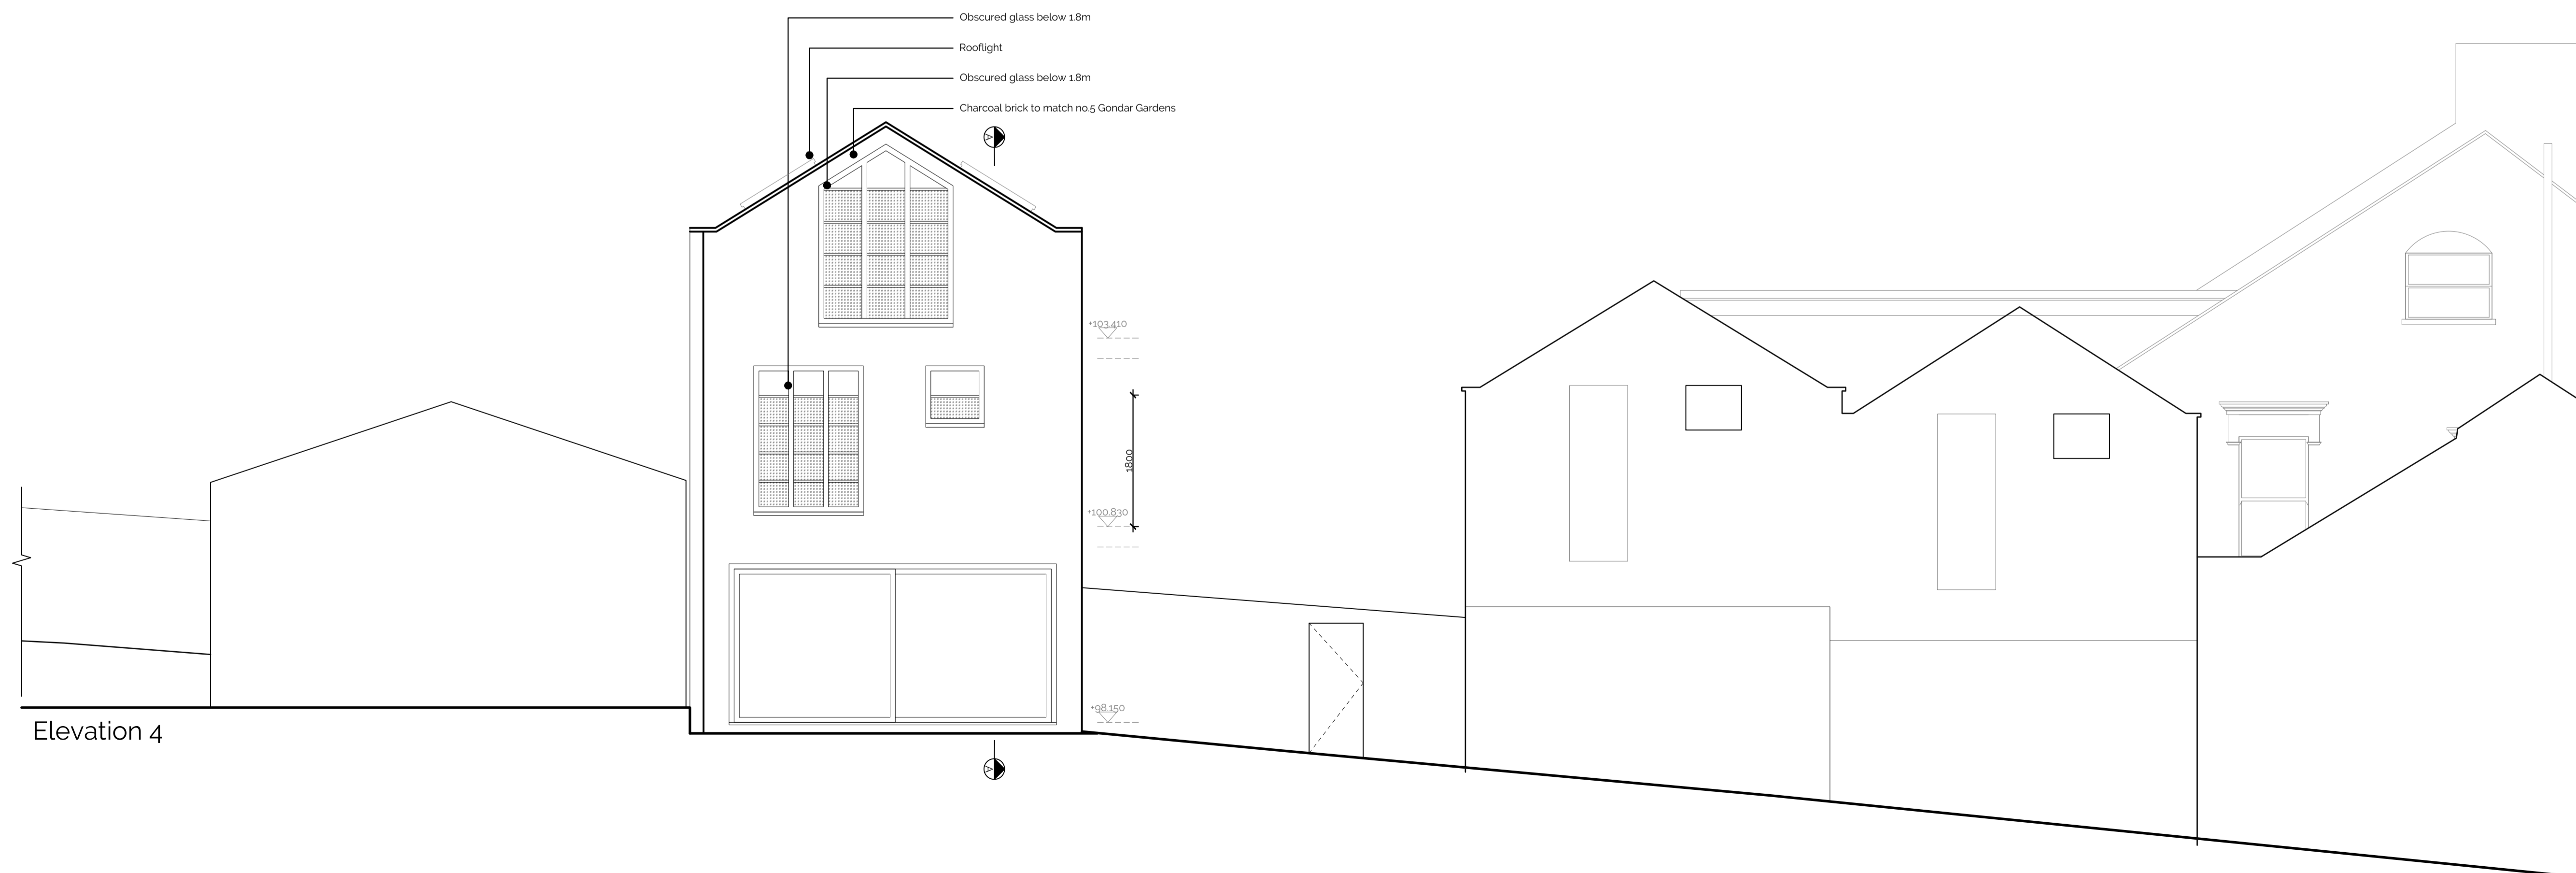 Obscured glass below 1.8m
Rooflight
Obscured glass below 1.8m
Charcoal brick to match no.5 Gondar Gardens
A
+103.410
1800
+100.830
+98.150
Elevation 4
A